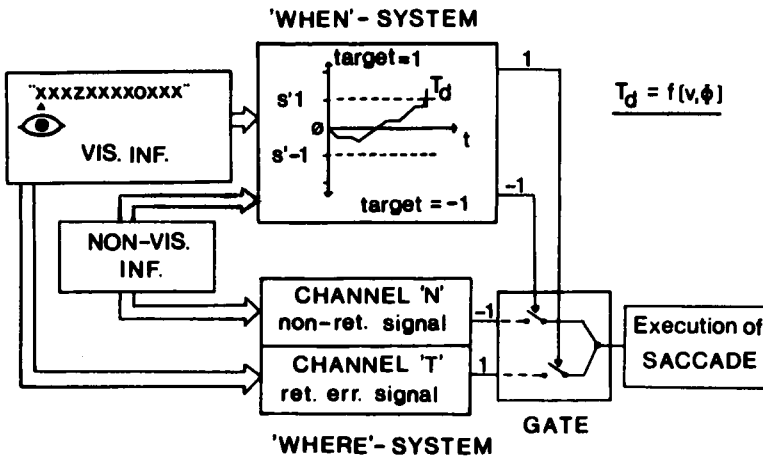 'WHEN'- SYSTEM
target=1
T_d
s'1
ø
t
s'-1
target = -1
1
-1
T_d = f(v,ϕ)
"xxxzxxxxoxxx"
VIS. INF.
NON-VIS.
INF.
CHANNEL 'N'
non-ret. signal
-1
CHANNEL 'T'
ret. err. signal
1
GATE
Execution of
SACCADE
'WHERE'- SYSTEM